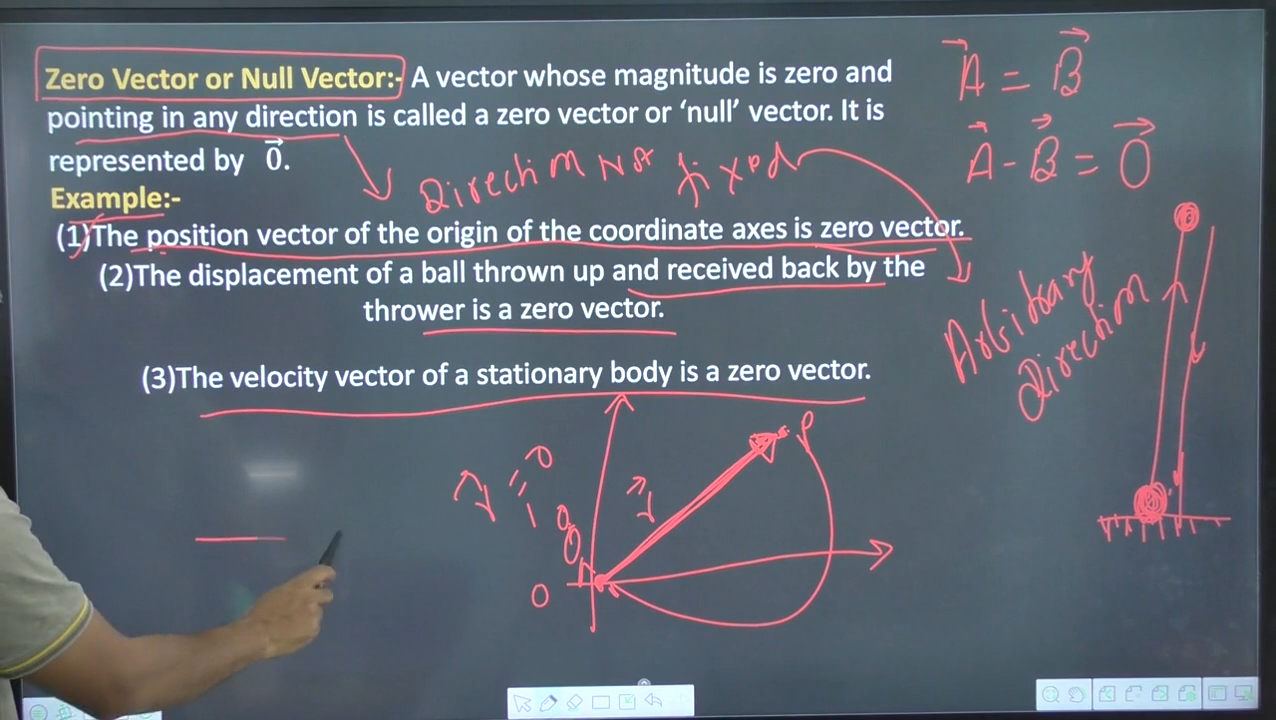 Zero Vector or Null Vector:- A vector whose magnitude is zero and
pointing in any direction is called a zero vector or ‘null’ vector. It is
represented by 0⃗.
Direction Not fixed
Example:-
(1)The position vector of the origin of the coordinate axes is zero vector.
(2)The displacement of a ball thrown up and received back by the
thrower is a zero vector.
(3)The velocity vector of a stationary body is a zero vector.
A⃗ = B⃗
A⃗ - B⃗ = 0⃗
Arbitrary
Direction
P
r⃗
O